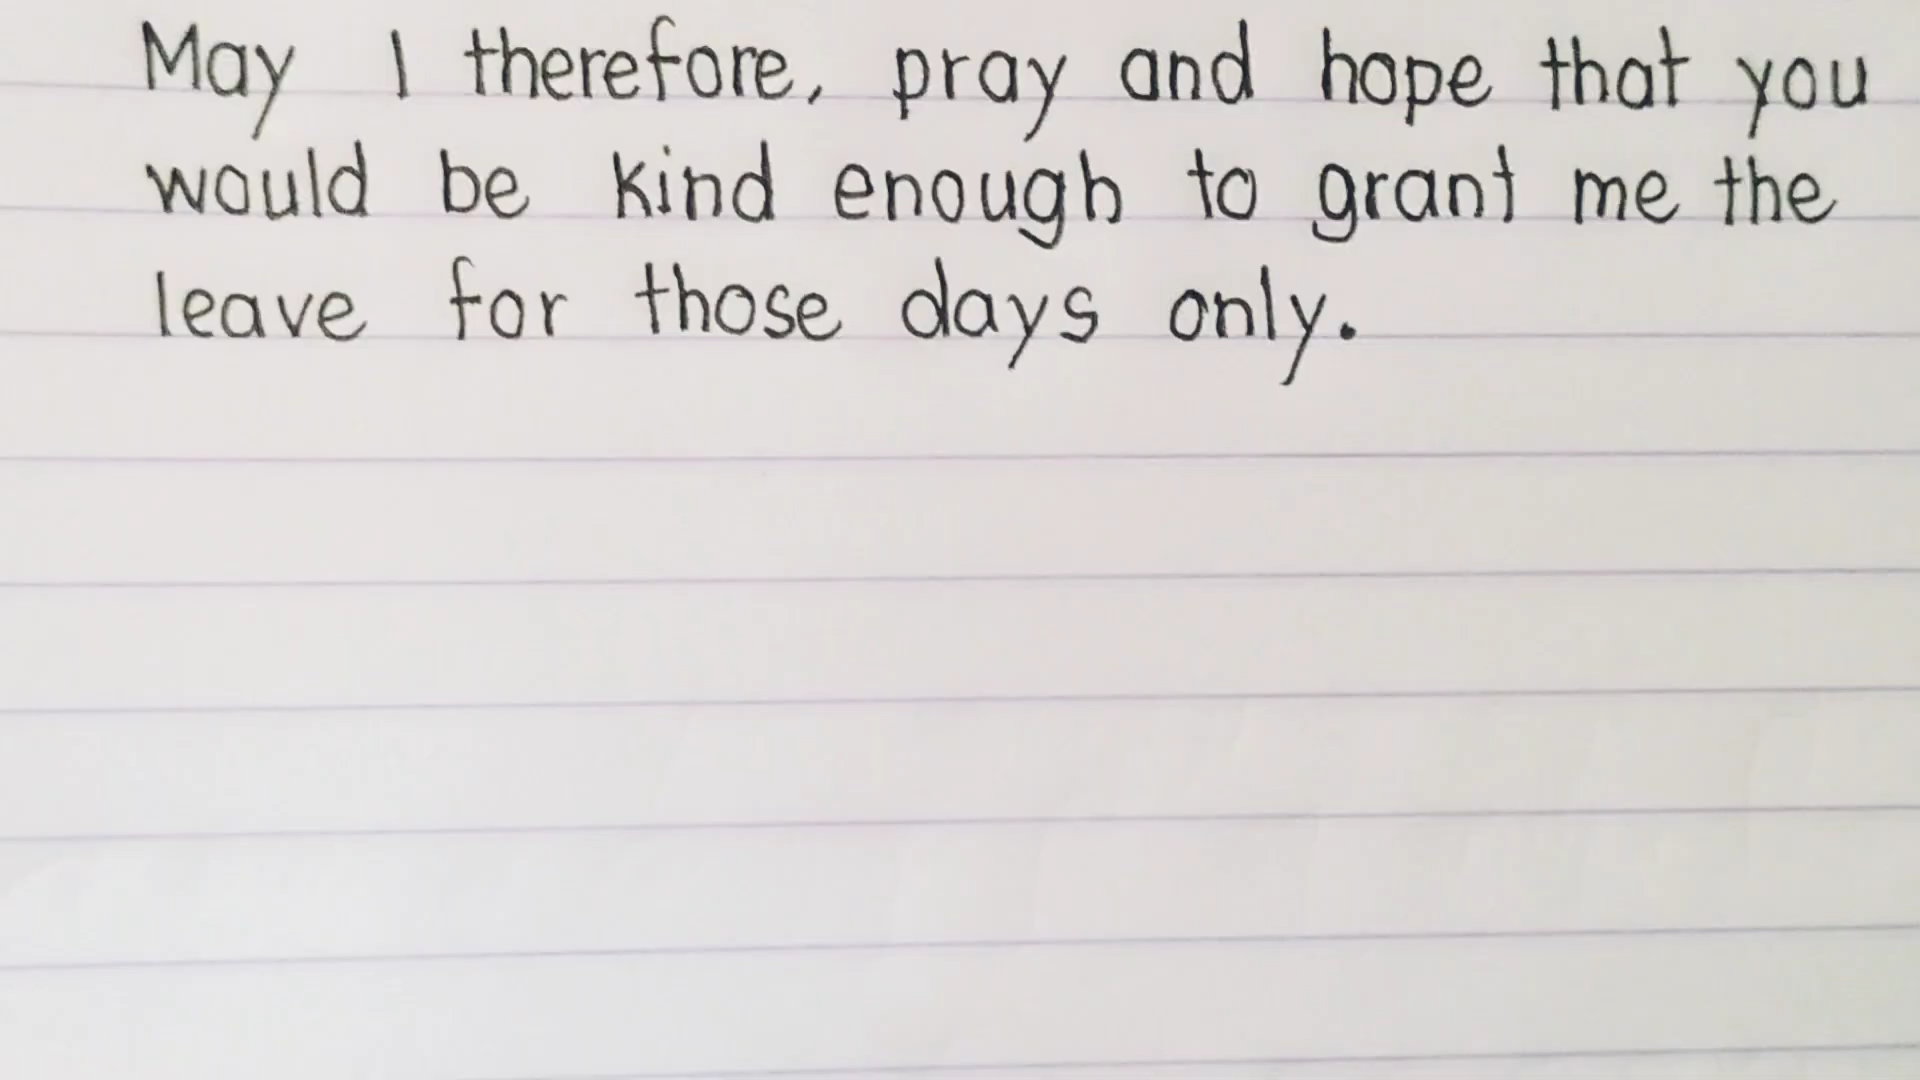 May I therefore, pray and hope that you
would be kind enough to grant me the
leave for those days only.